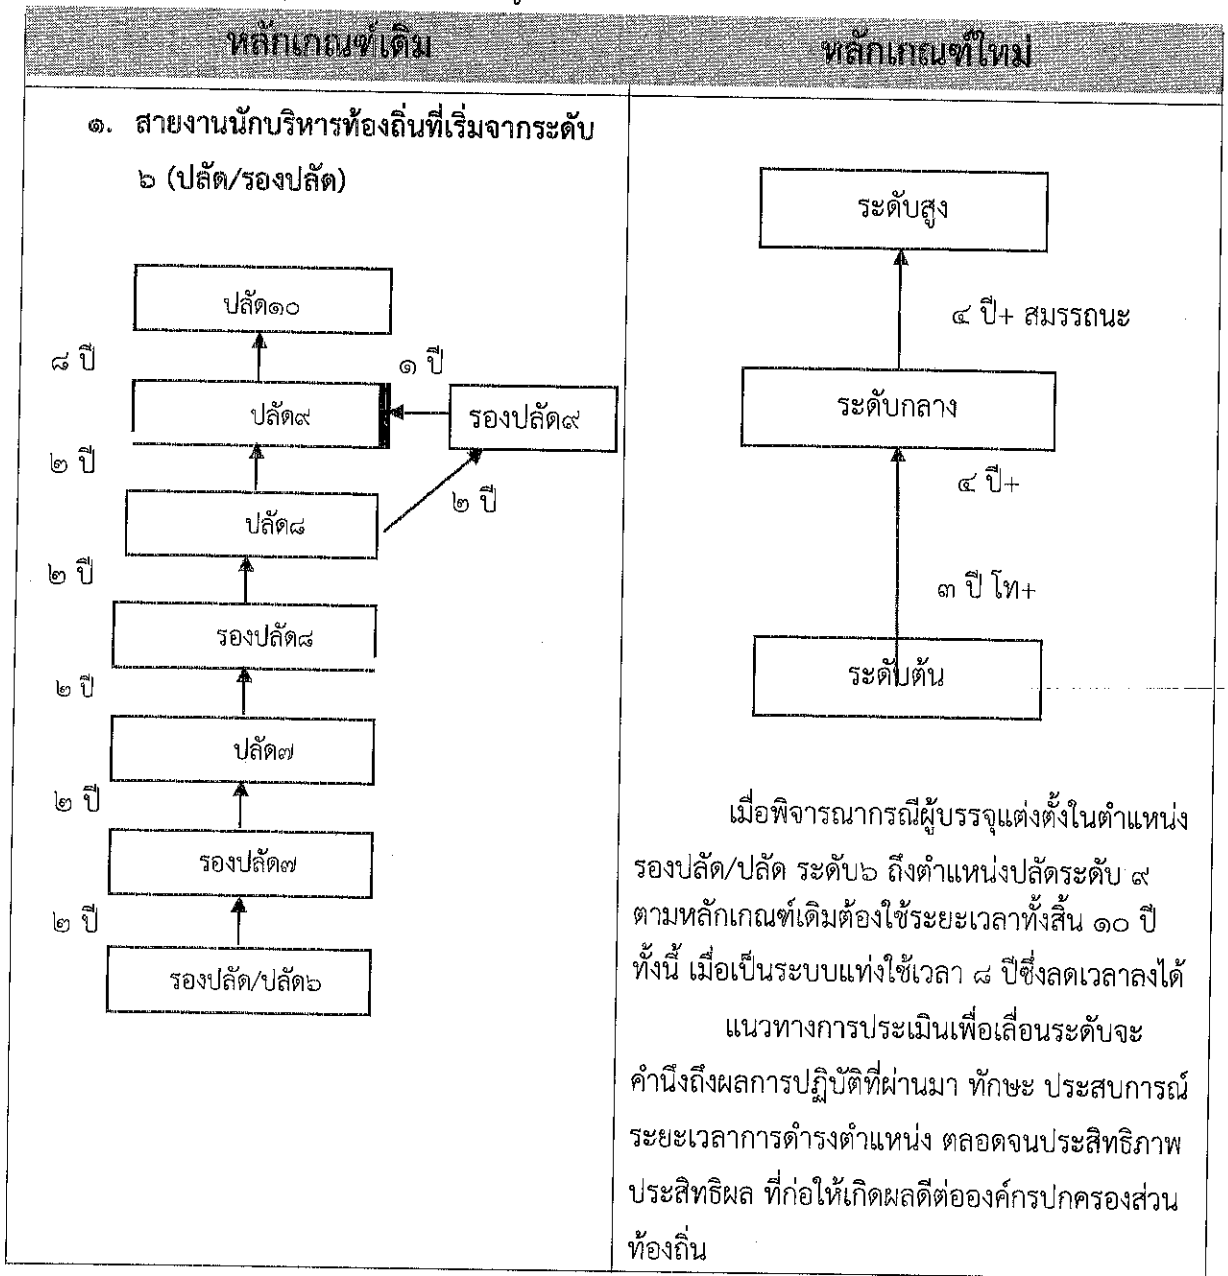 หลักเกณฑ์เดิม
หลักเกณฑ์ใหม่
๑. สายงานนักบริหารท้องถิ่นที่เริ่มจากระดับ
๖ (ปลัด/รองปลัด)
ปลัด๑๐
๘ ปี
๑ ปี
ปลัด๙
รองปลัด๙
๒ ปี
๒ ปี
ปลัด๘
๒ ปี
รองปลัด๘
๒ ปี
ปลัด๗
๒ ปี
รองปลัด๗
๒ ปี
รองปลัด/ปลัด๖
ระดับสูง
๔ ปี+ สมรรถนะ
ระดับกลาง
๔ ปี+
๓ ปี โท+
ระดับต้น
เมื่อพิจารณากรณีผู้บรรจุแต่งตั้งในตำแหน่ง
รองปลัด/ปลัด ระดับ๖ ถึงตำแหน่งปลัดระดับ ๙
ตามหลักเกณฑ์เดิมต้องใช้ระยะเวลาทั้งสิ้น ๑๐ ปี
ทั้งนี้ เมื่อเป็นระบบแท่งใช้เวลา ๘ ปีซึ่งลดเวลาลงได้
แนวทางการประเมินเพื่อเลื่อนระดับจะ
คำนึงถึงผลการปฏิบัติที่ผ่านมา ทักษะ ประสบการณ์
ระยะเวลาการดำรงตำแหน่ง ตลอดจนประสิทธิภาพ
ประสิทธิผล ที่ก่อให้เกิดผลดีต่อองค์กรปกครองส่วน
ท้องถิ่น